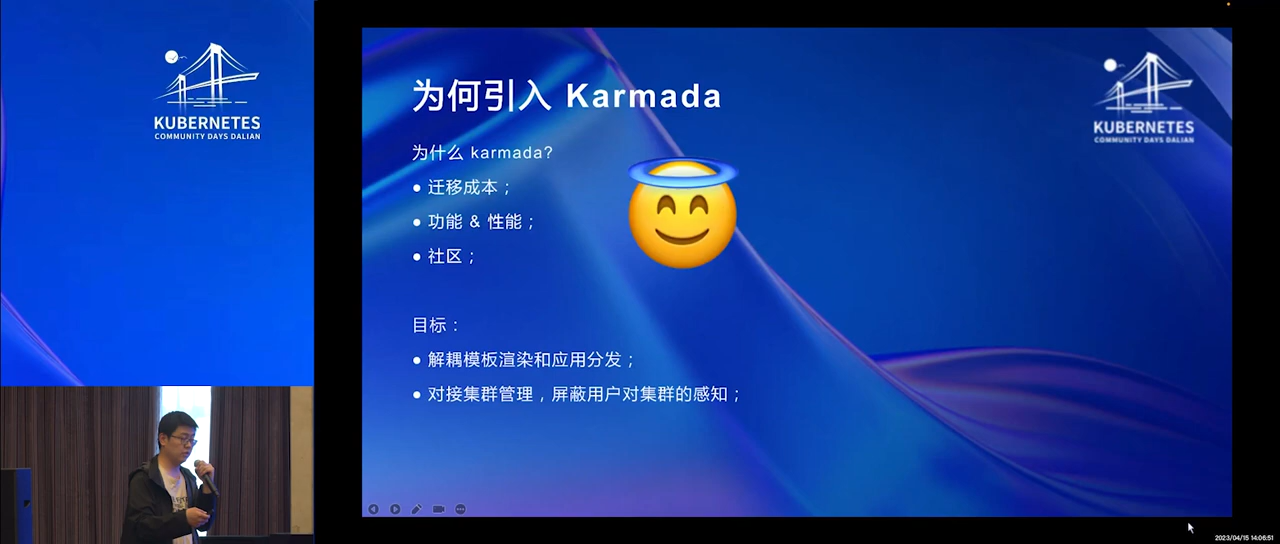 KUBERNETES
COMMUNITY DAYS DALIAN
为何引入 Karmada
为什么 karmada?
● 迁移成本；
● 功能 & 性能；
● 社区；
目标：
● 解耦模板渲染和应用分发；
● 对接集群管理，屏蔽用户对集群的感知；
KUBERNETES
COMMUNITY DAYS DALIAN
2023/04/15 14:06:51